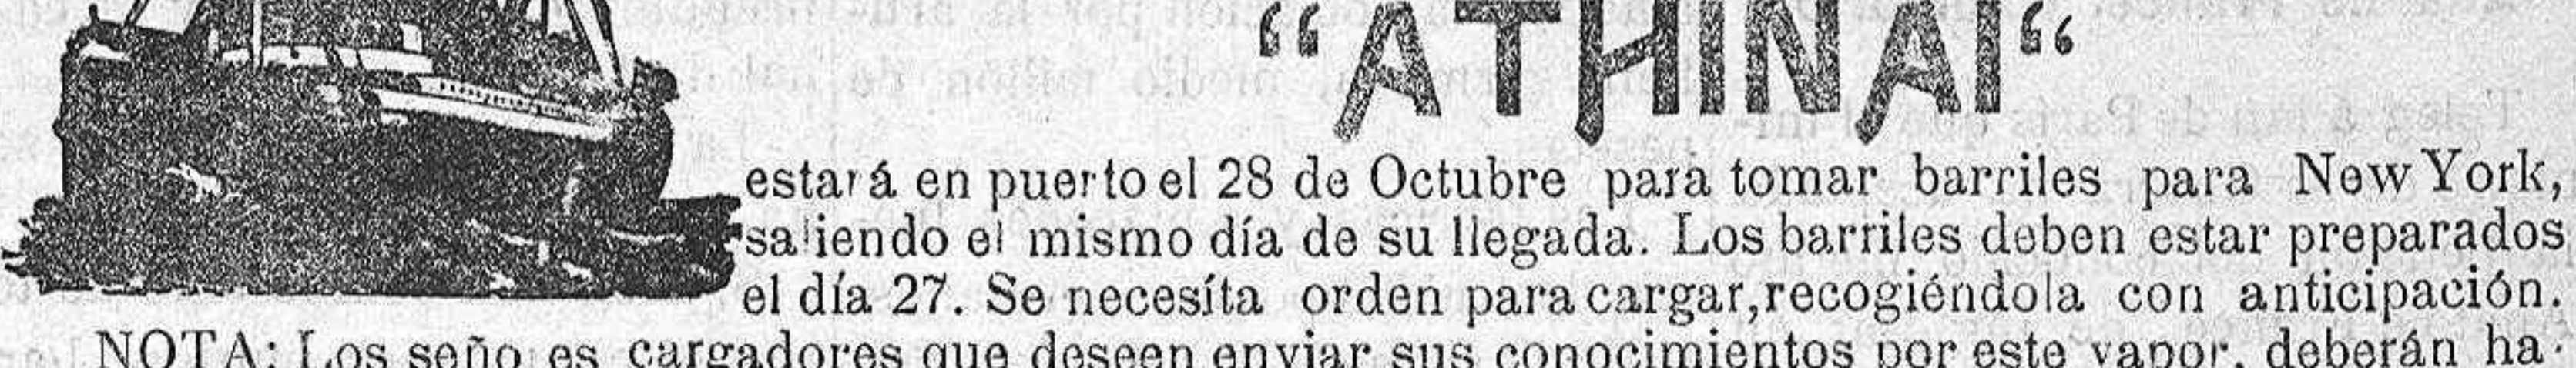 “ATHINAI“
estará en puerto el 28 de Octubre para tomar barriles para New York,
saliendo el mismo día de su llegada. Los barriles deben estar preparados
el día 27. Se necesíta orden para cargar, recogiéndola con anticipación.
NOTA: Los señores cargadores que deseen enviar sus conocimientos por este vapor, deberán ha-